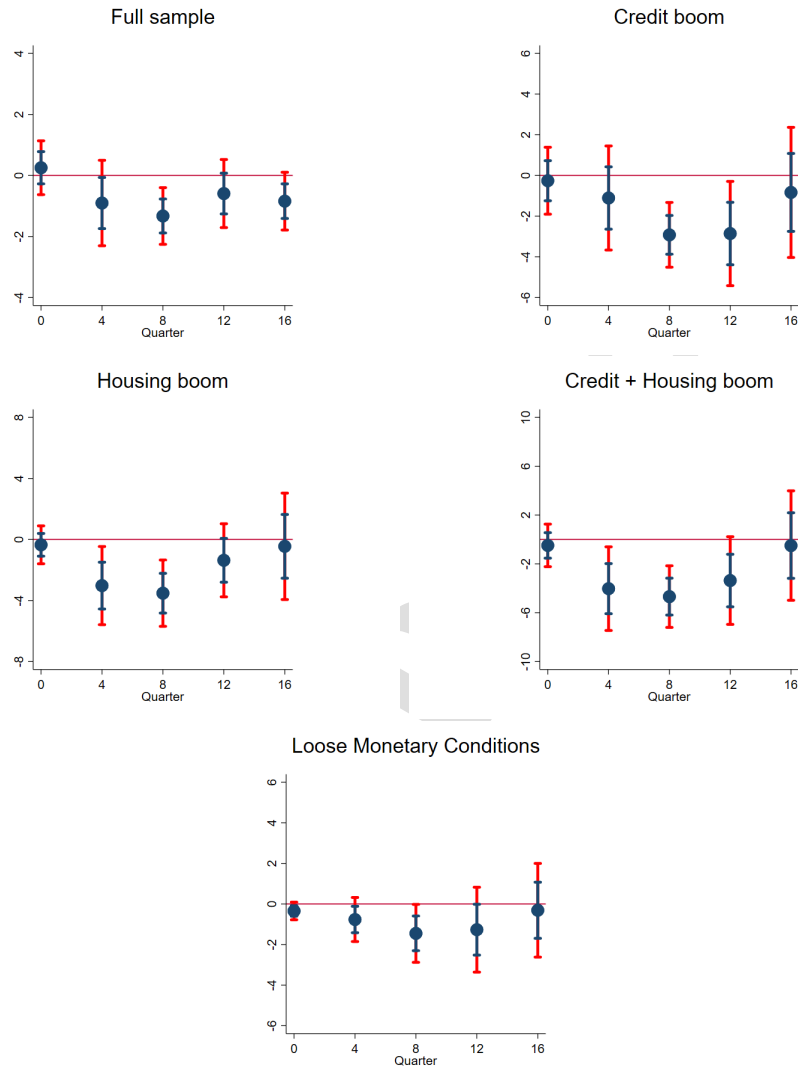 Full sample
4
2
0
-2
-4
0 4 8 12 16
Quarter
Credit boom
6
4
2
0
-2
-4
-6
0 4 8 12 16
Quarter
Housing boom
8
4
0
-4
-8
0 4 8 12 16
Quarter
Credit + Housing boom
10
6
2
-2
-6
-10
0 4 8 12 16
Quarter
Loose Monetary Conditions
6
4
2
0
-2
-4
-6
0 4 8 12 16
Quarter